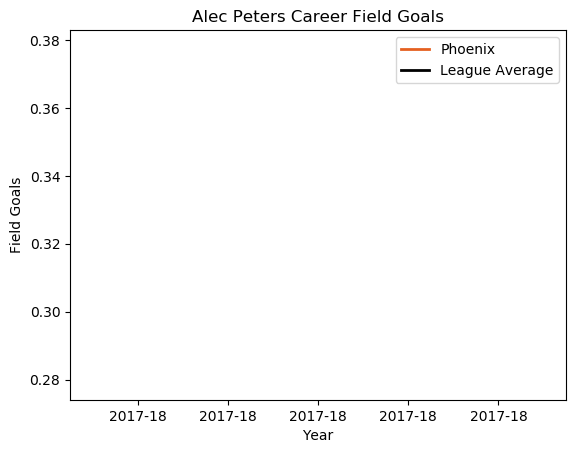 Alec Peters Career Field Goals
Phoenix
League Average
Field Goals
0.38
0.36
0.34
0.32
0.30
0.28
2017-18 2017-18 2017-18 2017-18 2017-18
Year